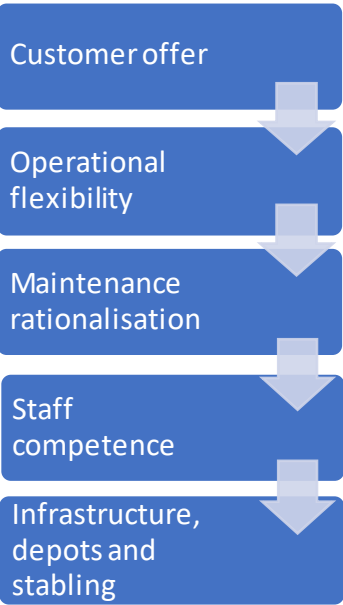 Customer offer
Operational
flexibility
Maintenance
rationalisation
Staff
competence
Infrastructure,
depots and
stabling